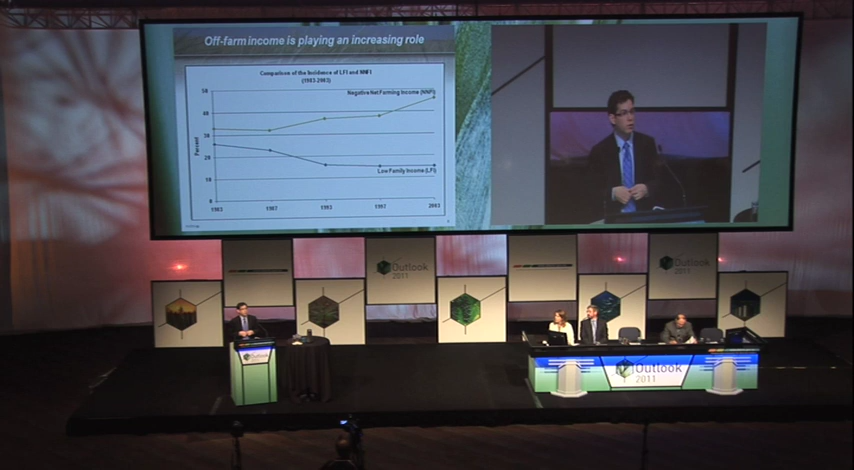 Off-farm income is playing an increasing role
Comparison of the Incidence of LFI and NNFI
(1983-2003)
Negative Net Farming Income (NNFI)
Low Family Income (LFI)
Percent
50
40
30
20
10
0
1983
1987
1993
1997
2003
Outlook
2011
Outlook
2011
Outlook
Outlook
2011